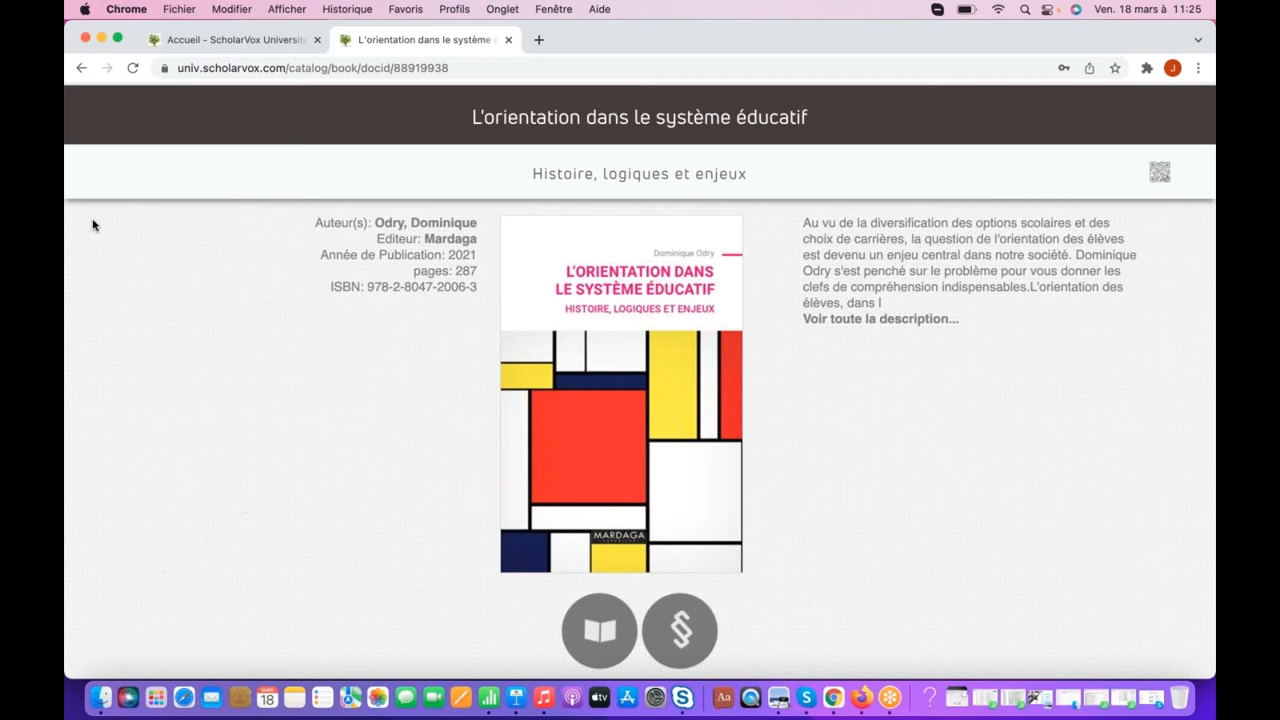 Chrome Fichier Modifier Afficher Historique Favoris Profils Onglet Fenêtre Aide Ven. 18 mars à 11:25
Accueil - ScholarVox Universit
L'orientation dans le système
univ.scholarvox.com/catalog/book/docid/88919938
J
L'orientation dans le système éducatif
Histoire, logiques et enjeux
Auteur(s): Odry, Dominique
Editeur: Mardaga
Année de Publication: 2021
pages: 287
ISBN: 978-2-8047-2006-3
Dominique Odry
L'ORIENTATION DANS
LE SYSTÈME ÉDUCATIF
HISTOIRE, LOGIQUES ET ENJEUX
MARDAGA
Au vu de la diversification des options scolaires et des
choix de carrières, la question de l'orientation des élèves
est devenu un enjeu central dans notre société. Dominique
Odry s'est penché sur le problème pour vous donner les
clefs de compréhension indispensables.L'orientation des
élèves, dans l
Voir toute la description...
§
18
tv
Aa